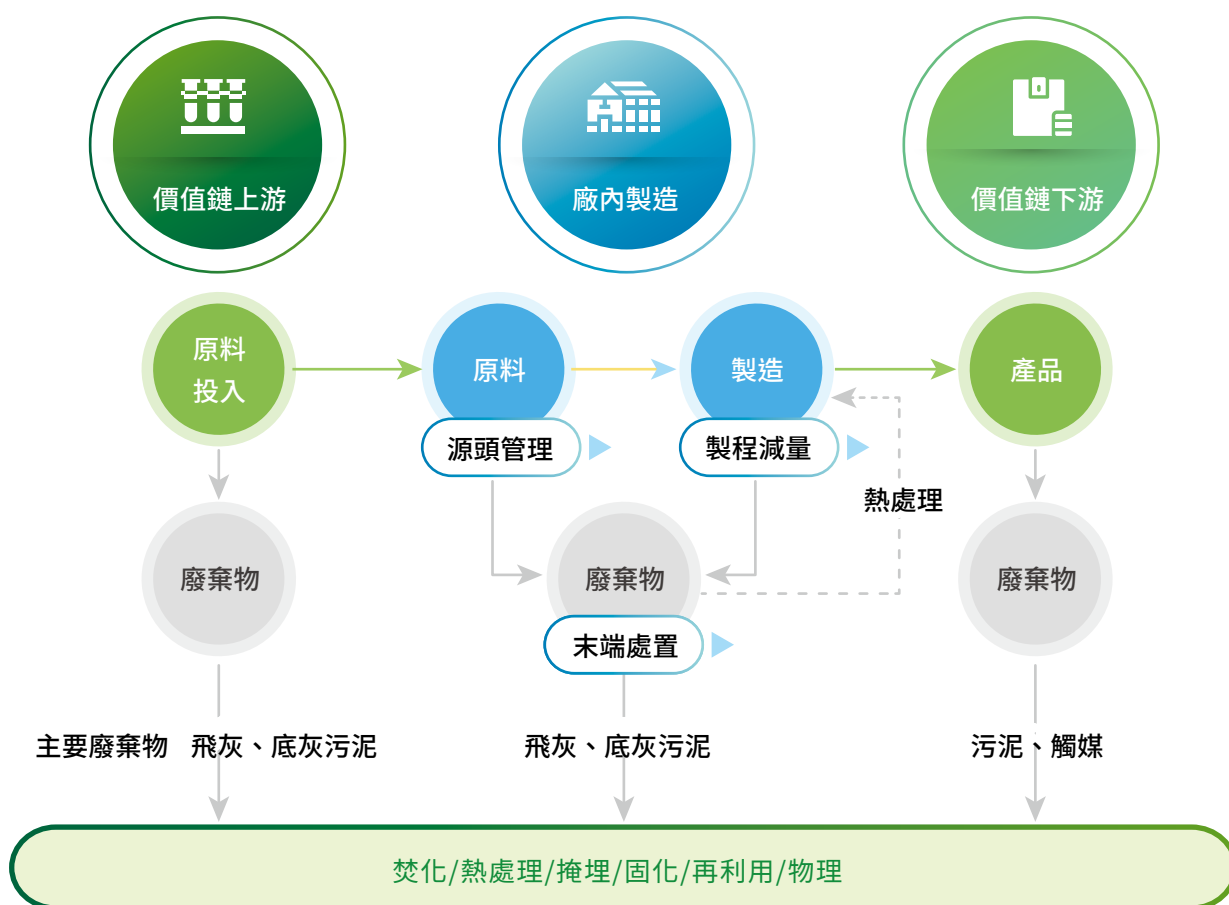 價值鏈上游
廠內製造
價值鏈下游
原料
投入
原料
製造
產品
源頭管理
製程減量
熱處理
廢棄物
廢棄物
廢棄物
末端處置
主要廢棄物
飛灰、底灰污泥
飛灰、底灰污泥
污泥、觸媒
焚化/熱處理/掩埋/固化/再利用/物理